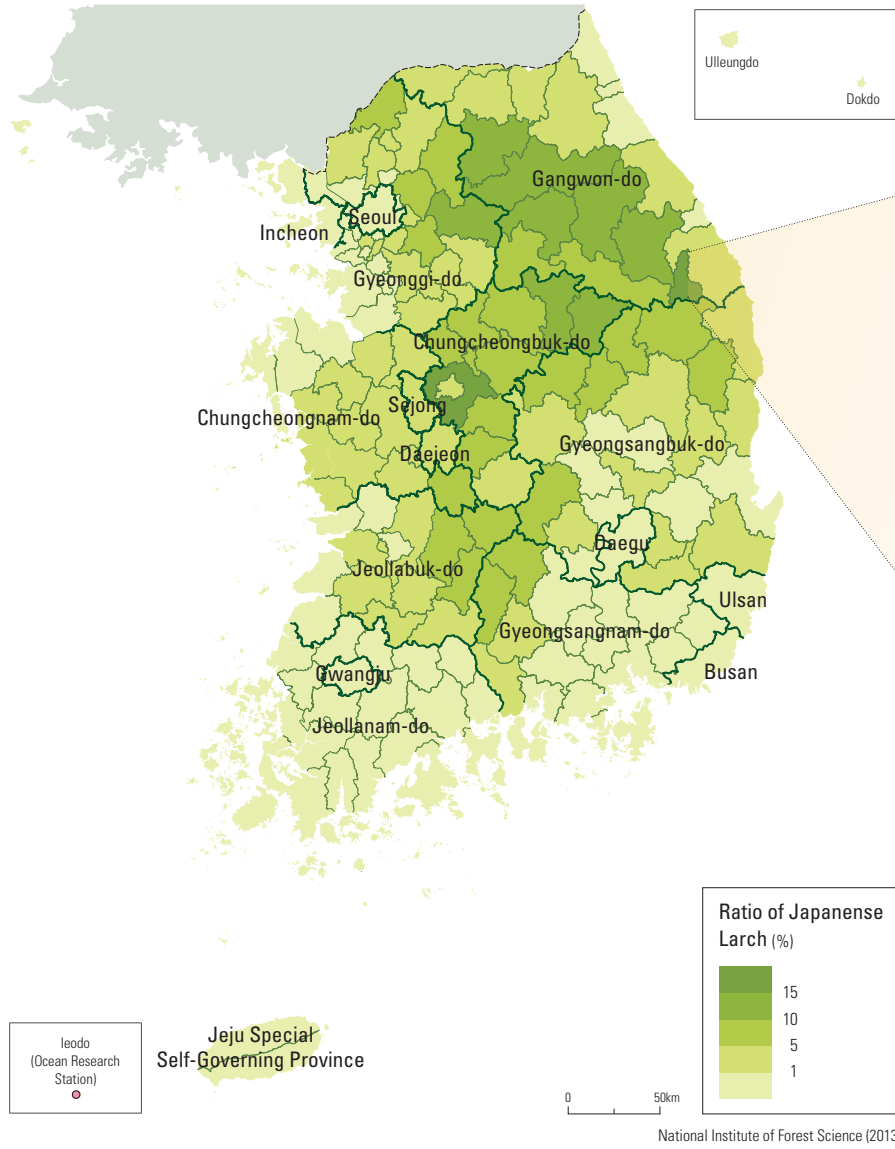 Ulleungdo
Dokdo
Gangwon-do
Seoul
Incheon
Gyeonggi-do
Chungcheongbuk-do
Sejong
Chungcheongnam-do
Gyeongsangbuk-do
Daejeon
Daegu
Jeollabuk-do
Ulsan
Gyeongsangnam-do
Gwangju
Busan
Jeollanam-do
Ratio of Japanense
Larch (%)
15
10
5
1
Jeju Special
Self-Governing Province
Ieodo
(Ocean Research
Station)
0 50km
National Institute of Forest Science (2013